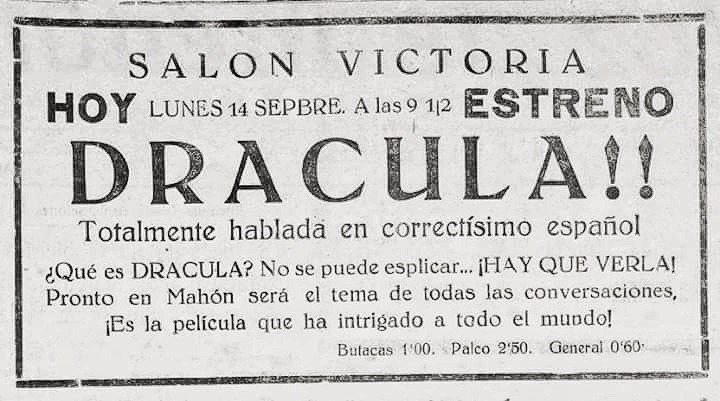 SALON VICTORIA
HOY LUNES 14 SEPBRE. A las 9 1|2 ESTRENO
DRACULA!!
Totalmente hablada en correctísimo español
¿Qué es DRACULA? No se puede esplicar... ¡HAY QUE VERLA!
Pronto en Mahón será el tema de todas las conversaciones,
¡Es la película que ha intrigado a todo el mundo!
Butacas 1'00. Palco 2'50. General 0'60·